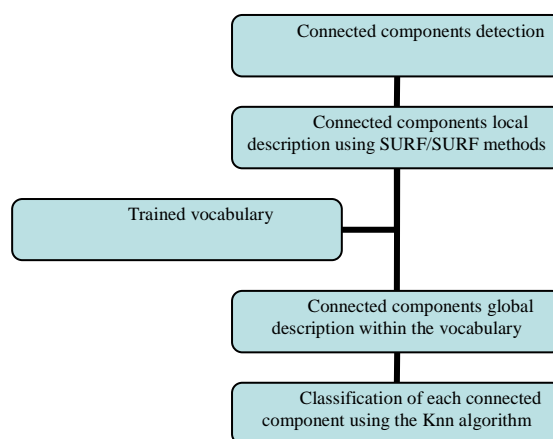 Connected components detection
Connected components local
description using SURF/SURF methods
Trained vocabulary
Connected components global
description within the vocabulary
Classification of each connected
component using the Knn algorithm